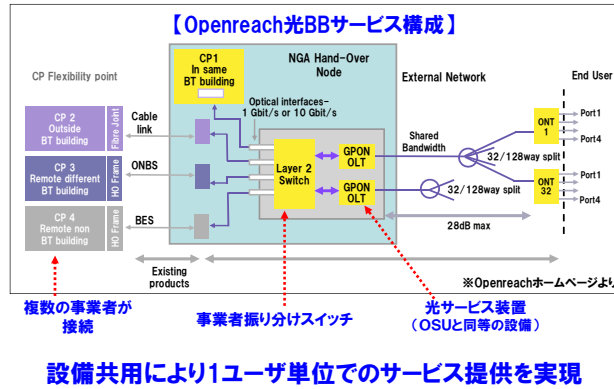 【Openreach光BBサービス構成】
CP Flexibility point
CP1
In same
BT building
NGA Hand-Over
Node
External Network
End User
Optical interfaces-
1 Gbit/s or 10 Gbit/s
CP 2
Outside
BT building
Fibre Joint
Cable
link
CP 3
Remote different
BT building
HO Frame
ONBS
CP 4
Remote non
BT building
HO Frame
BES
Layer 2
Switch
GPON
OLT
GPON
OLT
Shared
Bandwidth
32/128way split
32/128way split
ONT
1
Port1
Port4
ONT
32
Port1
Port4
28dB max
Existing
products
※Openreachホームページより
複数の事業者が
接続
事業者振り分けスイッチ
光サービス装置
(OSUと同等の設備)
設備共用により1ユーザ単位でのサービス提供を実現